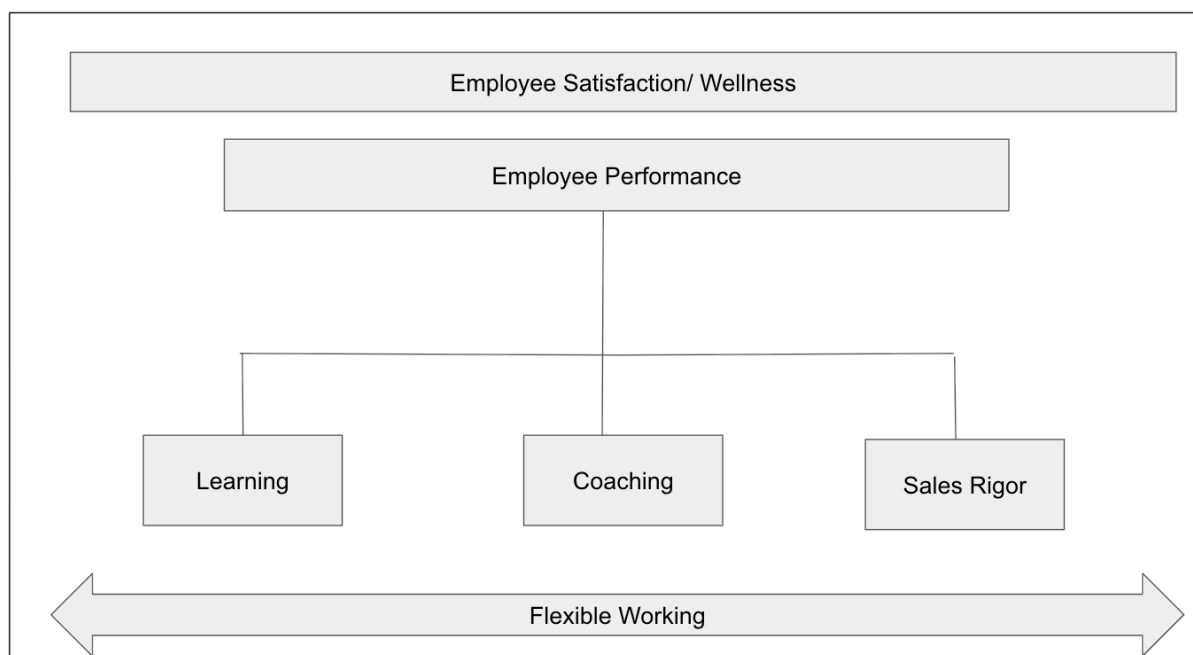 Employee Satisfaction/ Wellness
Employee Performance
Learning
Coaching
Sales Rigor
Flexible Working